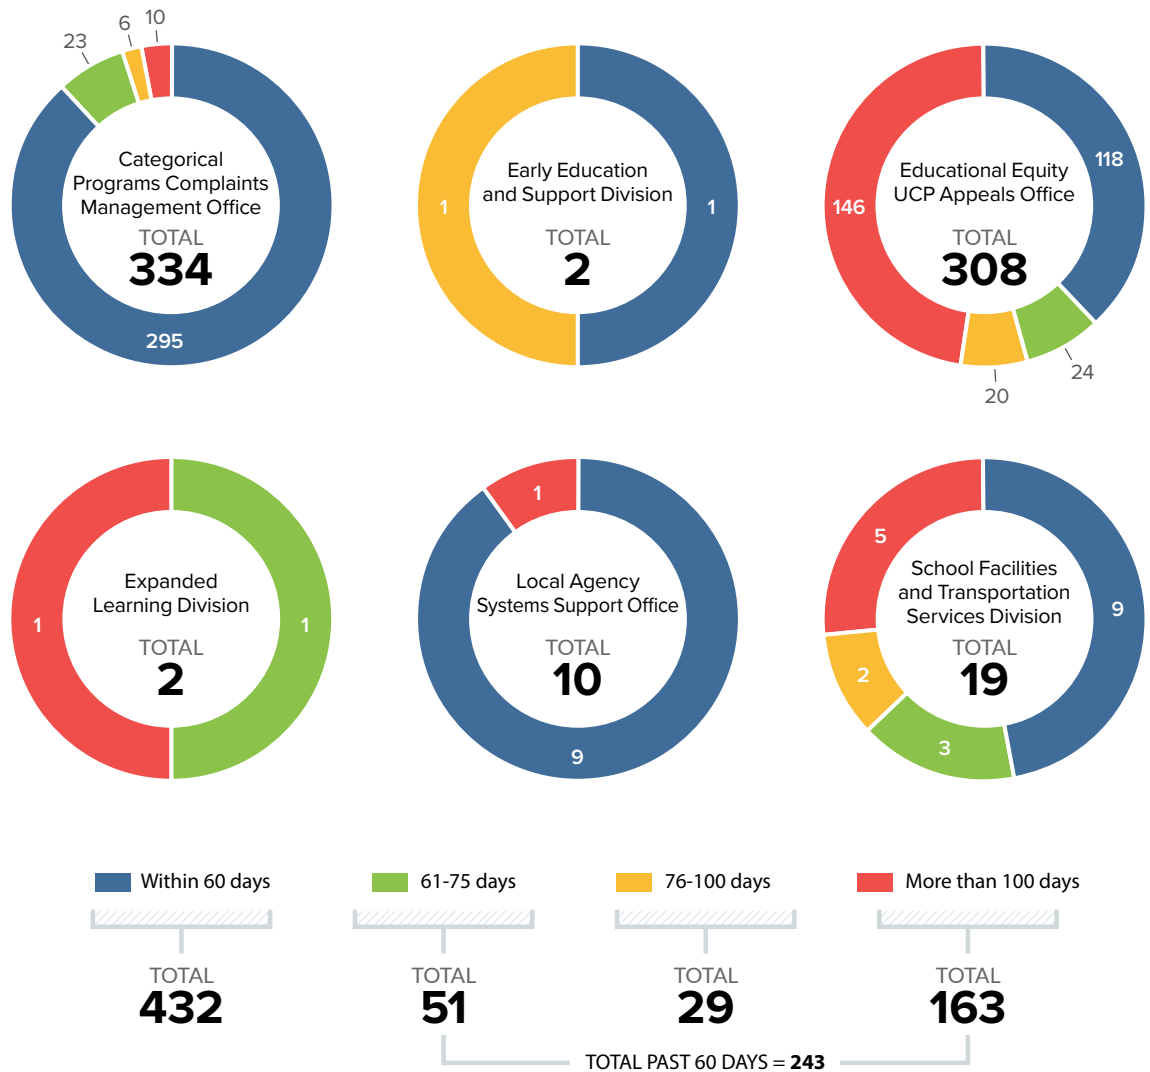 23
6
10
Categorical
Programs Complaints
Management Office
TOTAL
334
295
Early Education
and Support Division
TOTAL
2
1
1
Educational Equity
UCP Appeals Office
TOTAL
308
118
146
24
20
Expanded
Learning Division
TOTAL
2
1
1
Local Agency
Systems Support Office
TOTAL
10
1
9
School Facilities
and Transportation
Services Division
TOTAL
19
5
9
2
3
Within 60 days
61-75 days
76-100 days
More than 100 days
TOTAL
432
TOTAL
51
TOTAL
29
TOTAL
163
TOTAL PAST 60 DAYS = 243